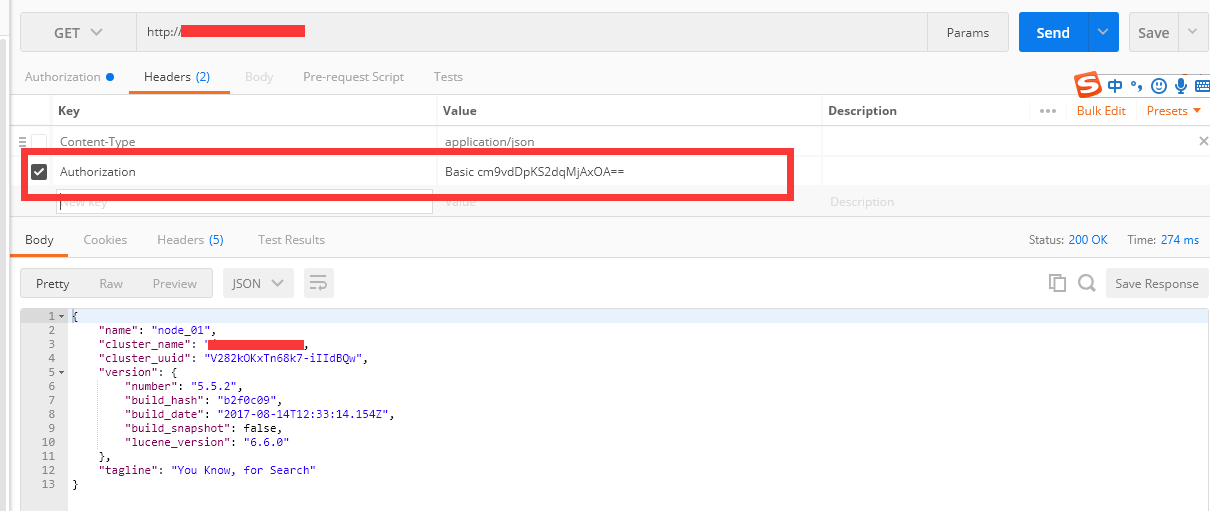 GET http:// Params Send Save
Authorization Headers (2) Body Pre-request Script Tests
中
Key Value Description Bulk Edit Presets
Content-Type application/json
Authorization Basic cm9vdDpKS2dqMjAxOA==
New key Value Description
Body Cookies Headers (5) Test Results Status: 200 OK Time: 274 ms
Pretty Raw Preview JSON Save Response
1 {
2 "name": "node_01",
3 "cluster_name": ",
4 "cluster_uuid": "V282kOKxTn68k7-iIIdBQw",
5 "version": {
6 "number": "5.5.2",
7 "build_hash": "b2f0c09",
8 "build_date": "2017-08-14T12:33:14.154Z",
9 "build_snapshot": false,
10 "lucene_version": "6.6.0"
11 },
12 "tagline": "You Know, for Search"
13 }